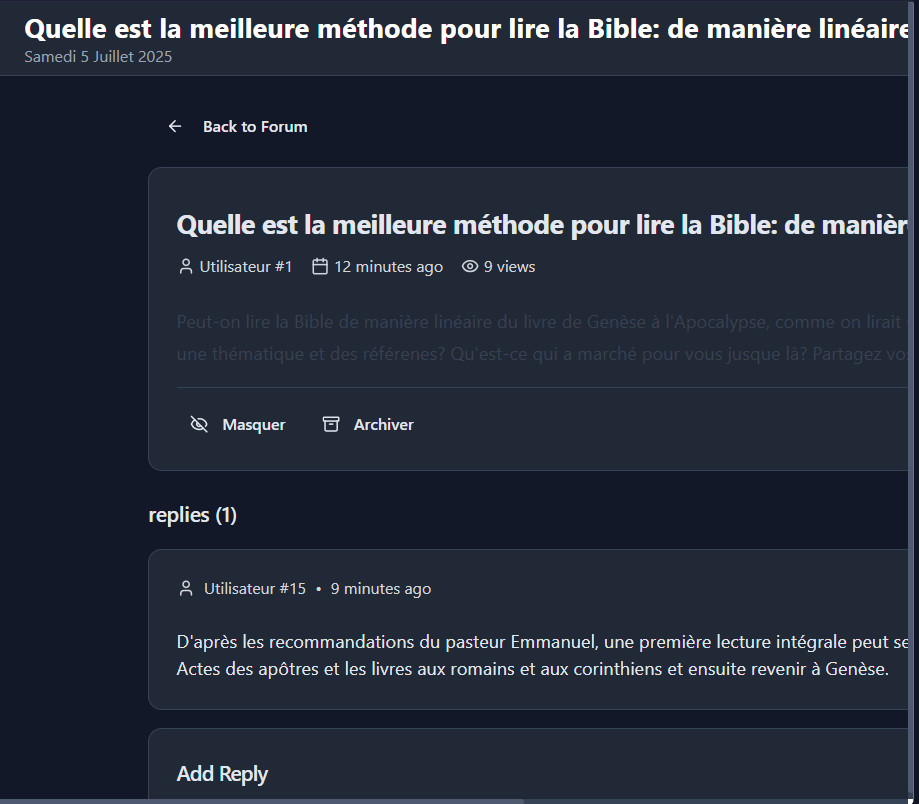 Quelle est la meilleure méthode pour lire la Bible: de manière linéaire
Samedi 5 Juillet 2025
Back to Forum
Quelle est la meilleure méthode pour lire la Bible: de manièr
Utilisateur #1 12 minutes ago 9 views
Peut-on lire la Bible de manière linéaire du livre de Genèse à l'Apocalypse, comme on lirait
une thématique et des référenes? Qu'est-ce qui a marché pour vous jusque là? Partagez vos
Masquer Archiver
replies (1)
Utilisateur #15 • 9 minutes ago
D'après les recommandations du pasteur Emmanuel, une première lecture intégrale peut se
Actes des apôtres et les livres aux romains et aux corinthiens et ensuite revenir à Genèse.
Add Reply